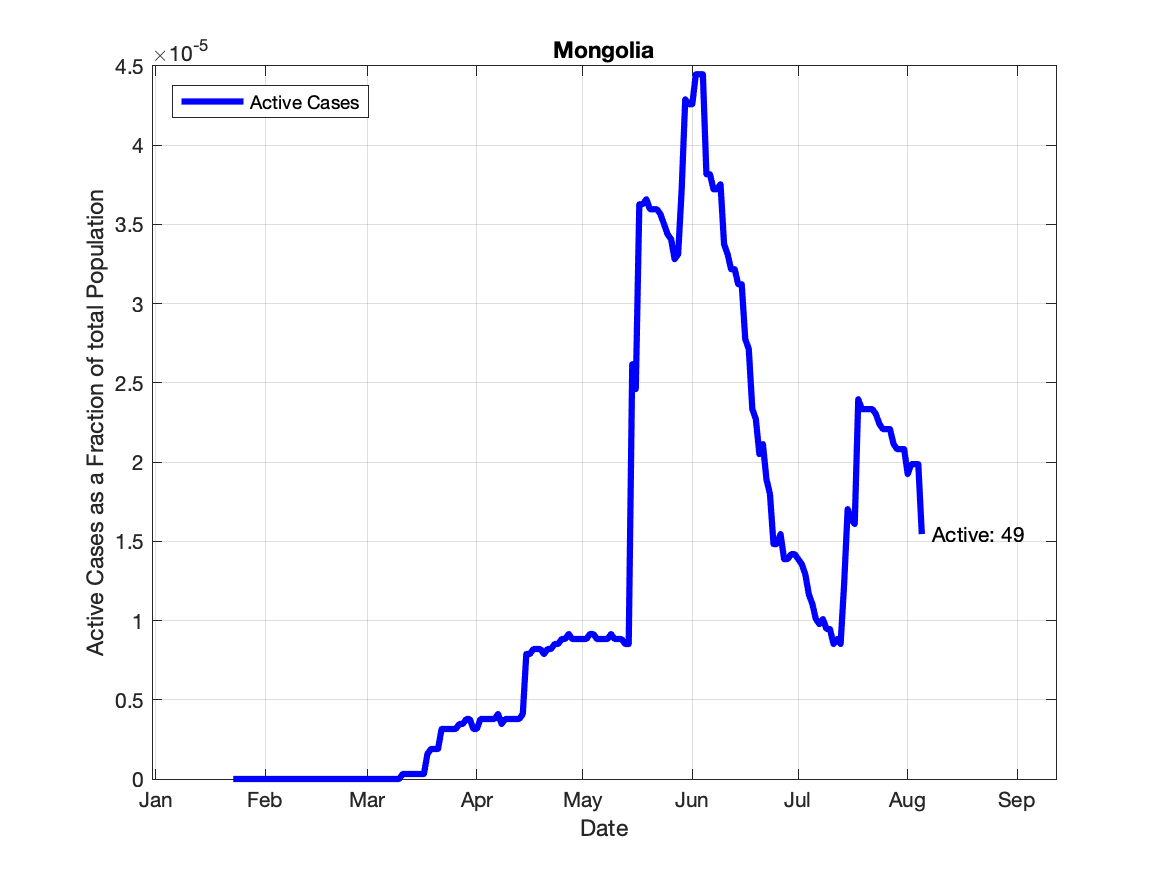 Mongolia
×10-5
4.5
4
3.5
3
2.5
2
1.5
1
0.5
0
Active Cases as a Fraction of total Population
Active Cases
Active: 49
Jan Feb Mar Apr May Jun Jul Aug Sep
Date